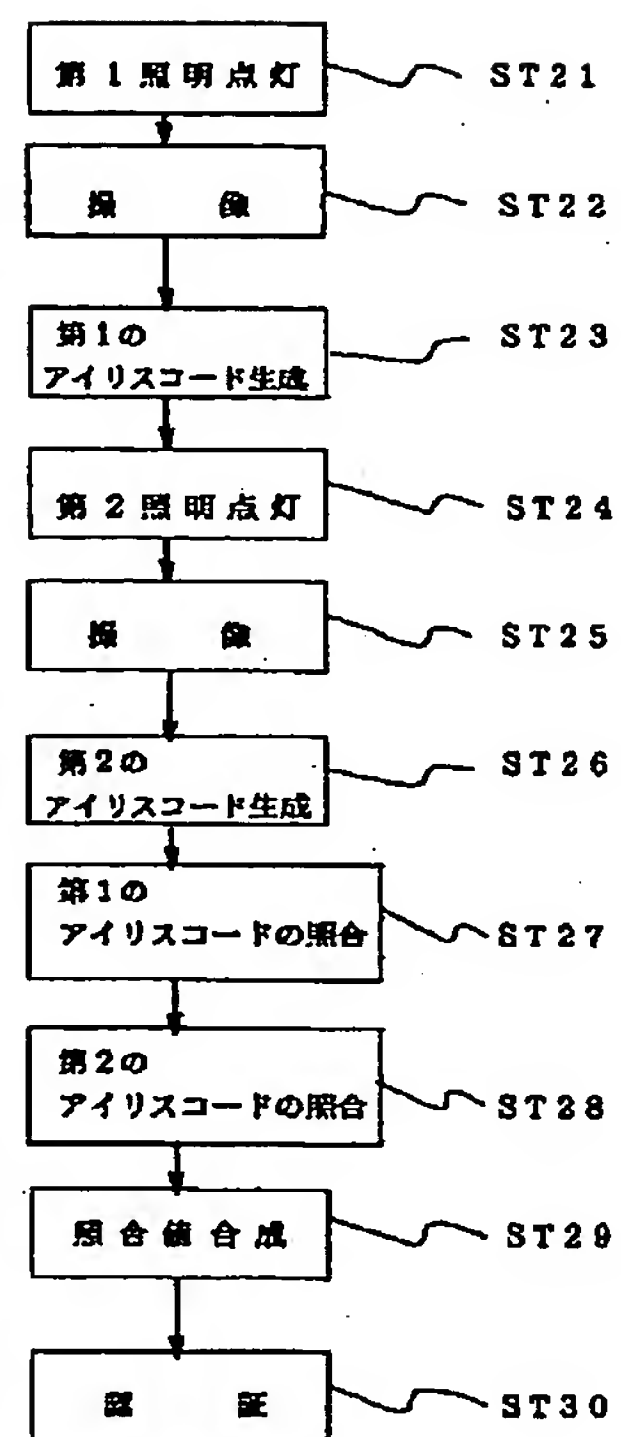 第1照明点灯 ST21
撮像 ST22
第1の
アイリスコード生成 ST23
第2照明点灯 ST24
撮像 ST25
第2の
アイリスコード生成 ST26
第1の
アイリスコードの照合 ST27
第2の
アイリスコードの照合 ST28
照合値合成 ST29
認証 ST30